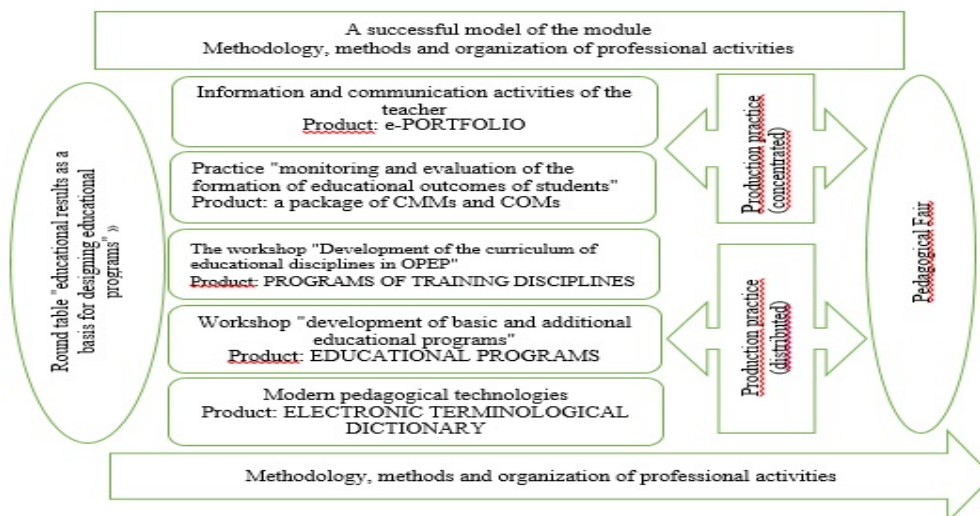 A successful model of the module
Methodology, methods and organization of professional activities
Round table "educational results as a
basis for designing educational
programs" »
Information and communication activities of the
teacher
Product: e-PORTFOLIO
Practice "monitoring and evaluation of the
formation of educational outcomes of students"
Product: a package of CMMs and COMs
The workshop "Development of the curriculum of
educational disciplines in OPEP"
Product: PROGRAMS OF TRAINING DISCIPLINES
Workshop "development of basic and additional
educational programs"
Product: EDUCATIONAL PROGRAMS
Modern pedagogical technologies
Product: ELECTRONIC TERMINOLOGICAL
DICTIONARY
Production practice
(concentrated)
Production practice
(distributed)
Pedagogical Fair
Methodology, methods and organization of professional activities